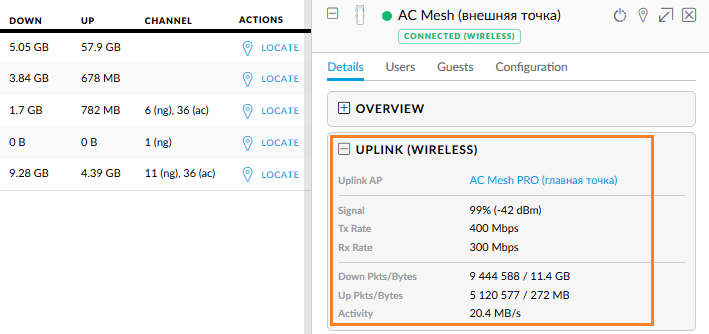 DOWN UP CHANNEL ACTIONS
5.05 GB 57.9 GB LOCATE
3.84 GB 678 MB LOCATE
1.7 GB 782 MB 6 (ng), 36 (ac) LOCATE
0 B 0 B 1 (ng) LOCATE
9.28 GB 4.39 GB 11 (ng), 36 (ac) LOCATE
AC Mesh (внешняя точка)
CONNECTED (WIRELESS)
Details Users Guests Configuration
OVERVIEW
UPLINK (WIRELESS)
Uplink AP AC Mesh PRO (главная точка)
Signal 99% (-42 dBm)
Tx Rate 400 Mbps
Rx Rate 300 Mbps
Down Pkts/Bytes 9 444 588 / 11.4 GB
Up Pkts/Bytes 5 120 577 / 272 MB
Activity 20.4 MB/s